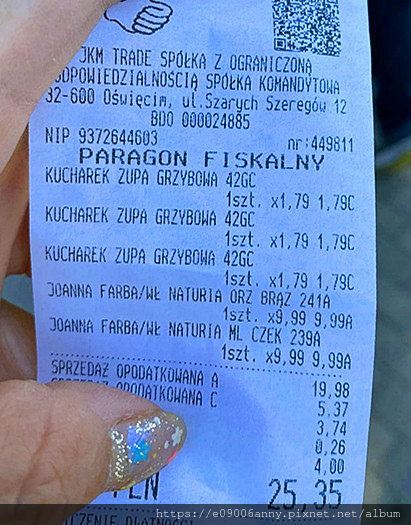 JKM TRADE SPÓŁKA Z OGRANICZONĄ
ODPOWIEDZIALNOŚCIĄ SPÓŁKA KOMANDYTOWA
32-600 Oświęcim, ul.Szarych Szeregów 12
BDO 000024885
NIP 9372644603 nr:449811
PARAGON FISKALNY
KUCHAREK ZUPA GRZYBOWA 42GC
1szt. x1,79 1,79C
KUCHAREK ZUPA GRZYBOWA 42GC
1szt. x1,79 1,79C
KUCHAREK ZUPA GRZYBOWA 42GC
1szt. x1,79 1,79C
JOANNA FARBA/WŁ NATURIA ORZ BRĄZ 241A
1szt. x9,99 9,99A
JOANNA FARBA/WŁ NATURIA ML CZEK 239A
1szt. x9,99 9,99A
SPRZEDAŻ OPODATKOWANA A 19,98
OPODATKOWANA C 5,37
3,74
0,26
4,00
PLN 25,35
https://e09006anny.pixnet.net/album